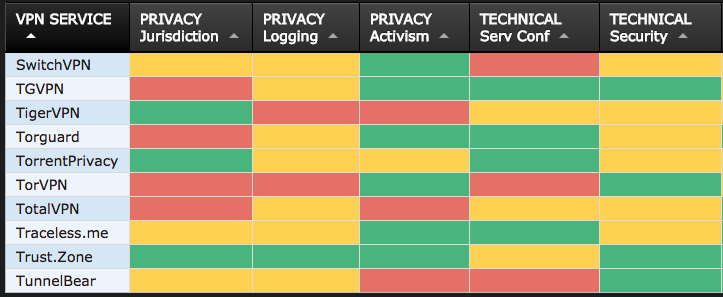 VPN SERVICE PRIVACY PRIVACY PRIVACY TECHNICAL TECHNICAL
Jurisdiction Logging Activism Serv Conf Security
SwitchVPN
TGVPN
TigerVPN
Torguard
TorrentPrivacy
TorVPN
TotalVPN
Traceless.me
Trust.Zone
TunnelBear